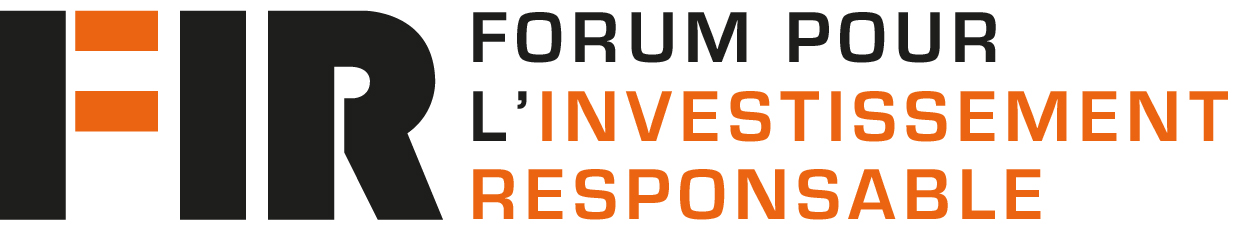 FIR
FORUM POUR
L'INVESTISSEMENT
RESPONSABLE